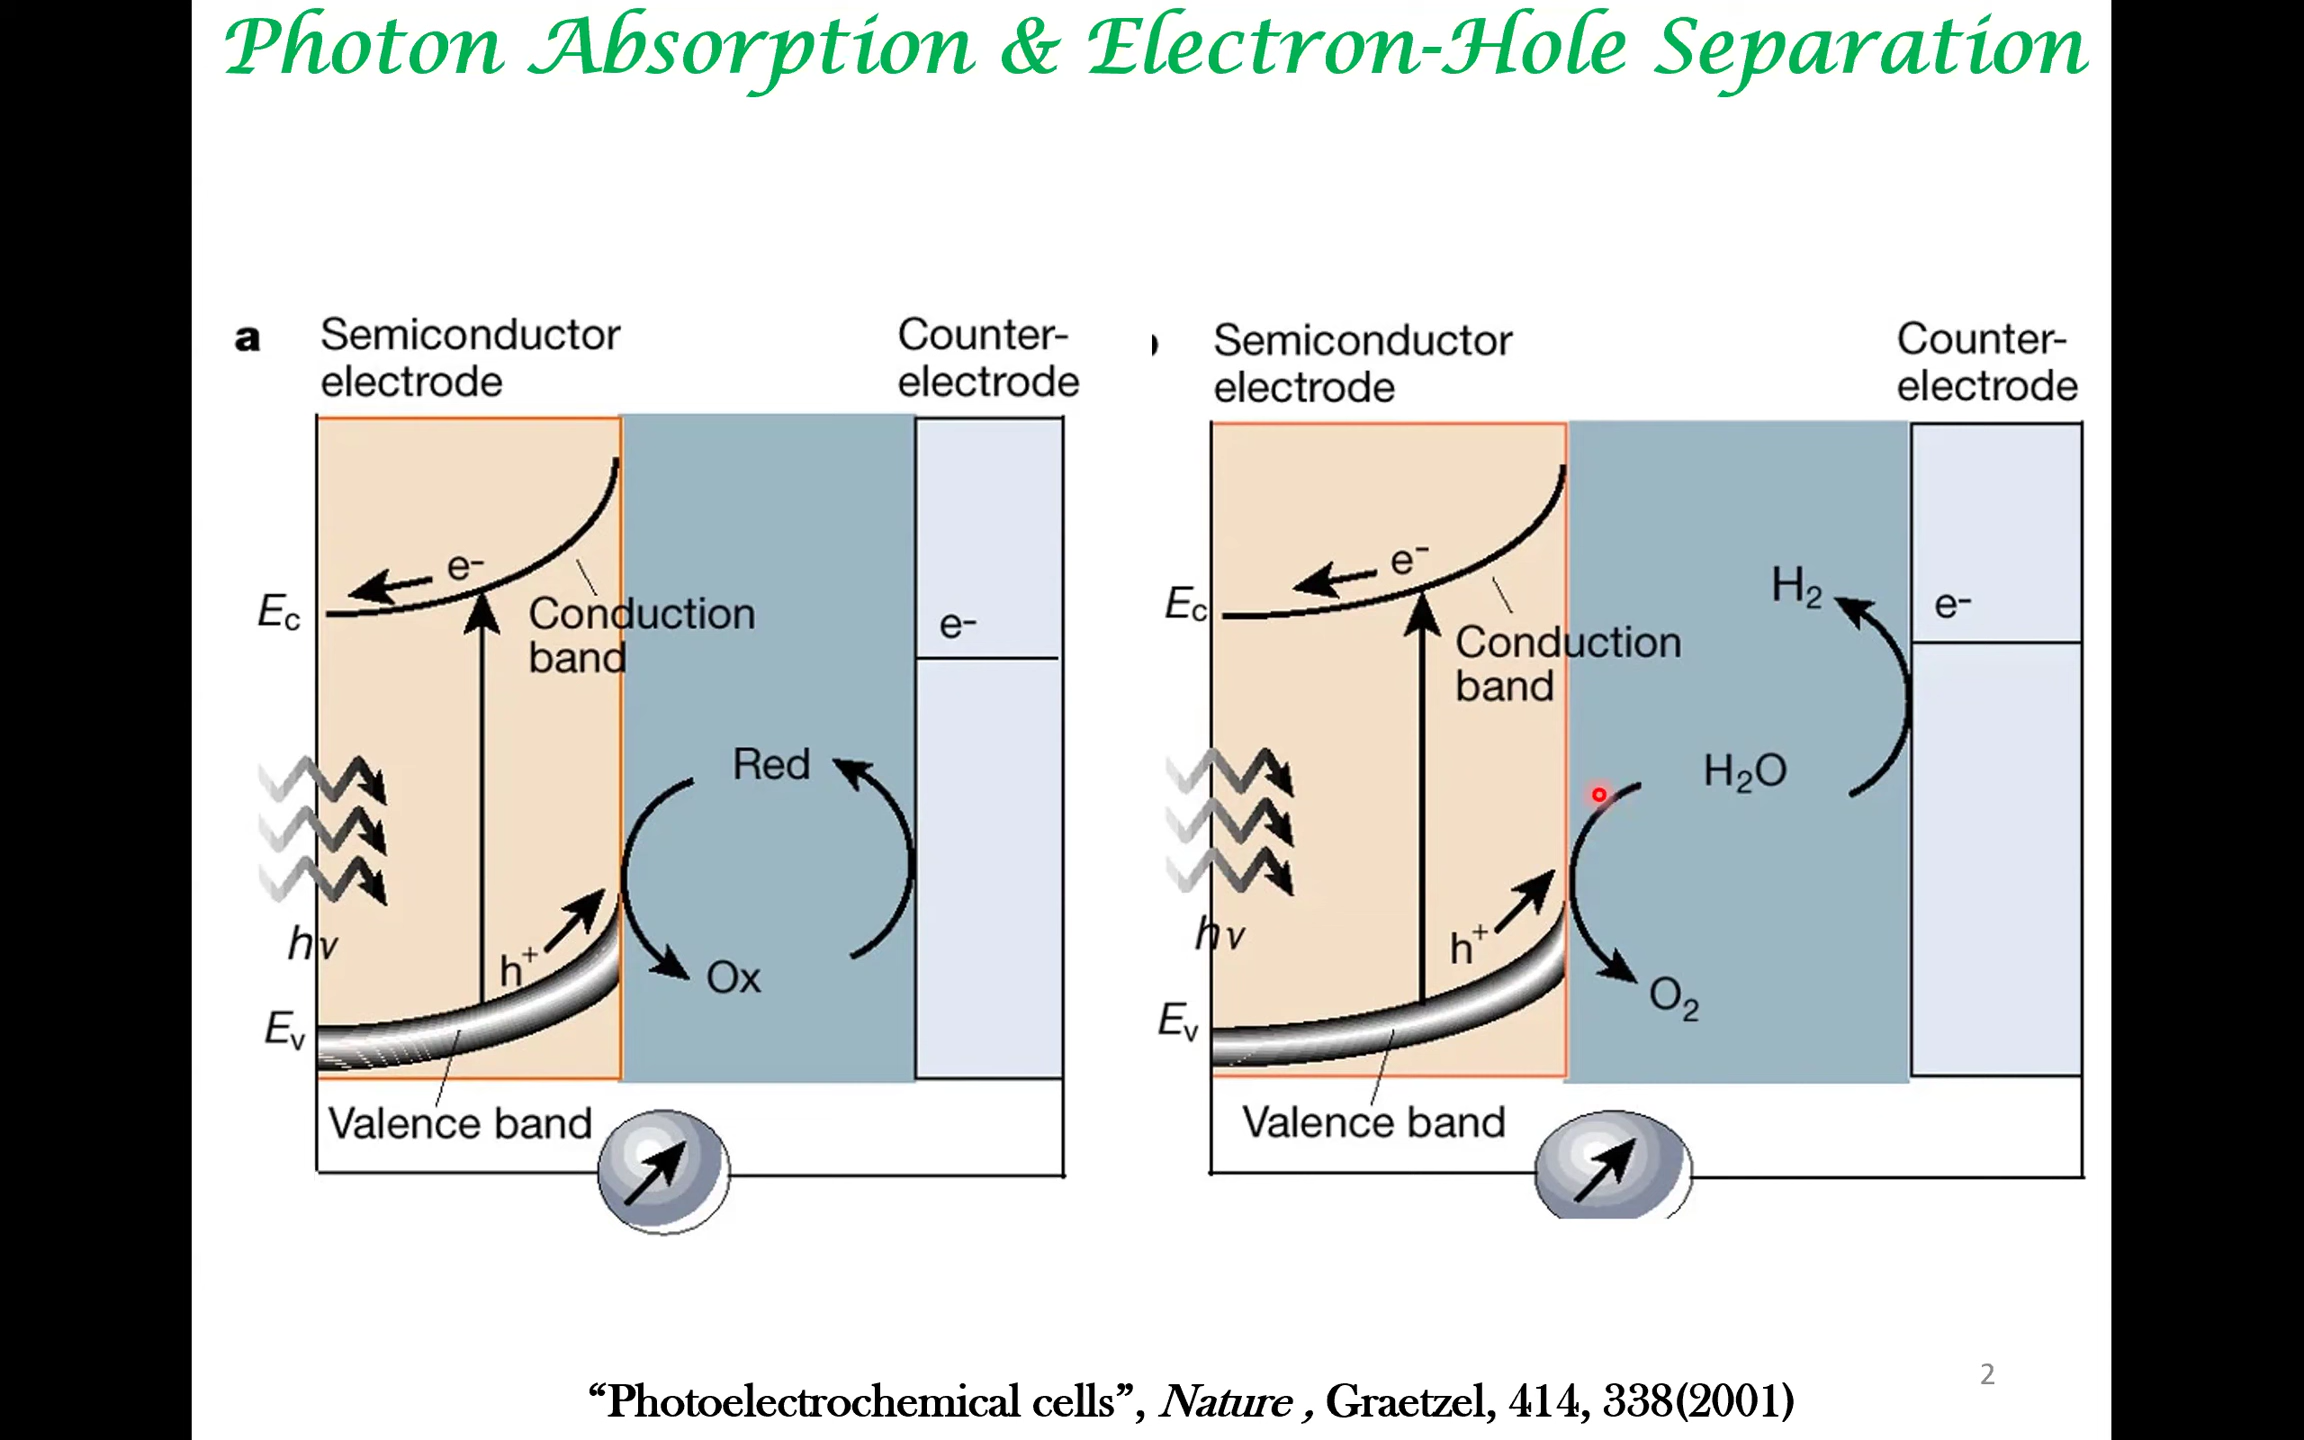 Photon Absorption & Electron-Hole Separation
a
Semiconductor
electrode
Counter-
electrode
e-
Ec
Conduction
band
e-
Red
hν
h+
Ox
Ev
Valence band
Semiconductor
electrode
Counter-
electrode
e-
Ec
H2
e-
Conduction
band
H2O
hν
h+
O2
Ev
Valence band
2
“Photoelectrochemical cells”, Nature , Graetzel, 414, 338(2001)